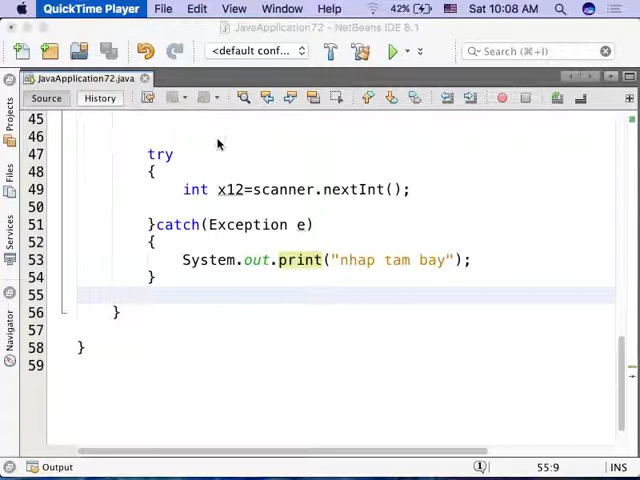 QuickTime Player File Edit View Window Help 42% Sat 10:08 AM
JavaApplication72 - NetBeans IDE 8.1
<default conf... Search (⌘+I)
JavaApplication72.java
Source History
Projects
Files
Services
Navigator
45
46
47 try
48 {
49 int x12=scanner.nextInt();
50
51 }catch(Exception e)
52 {
53 System.out.print("nhap tam bay");
54 }
55
56 }
57
58 }
59
Output 1 55:9 INS